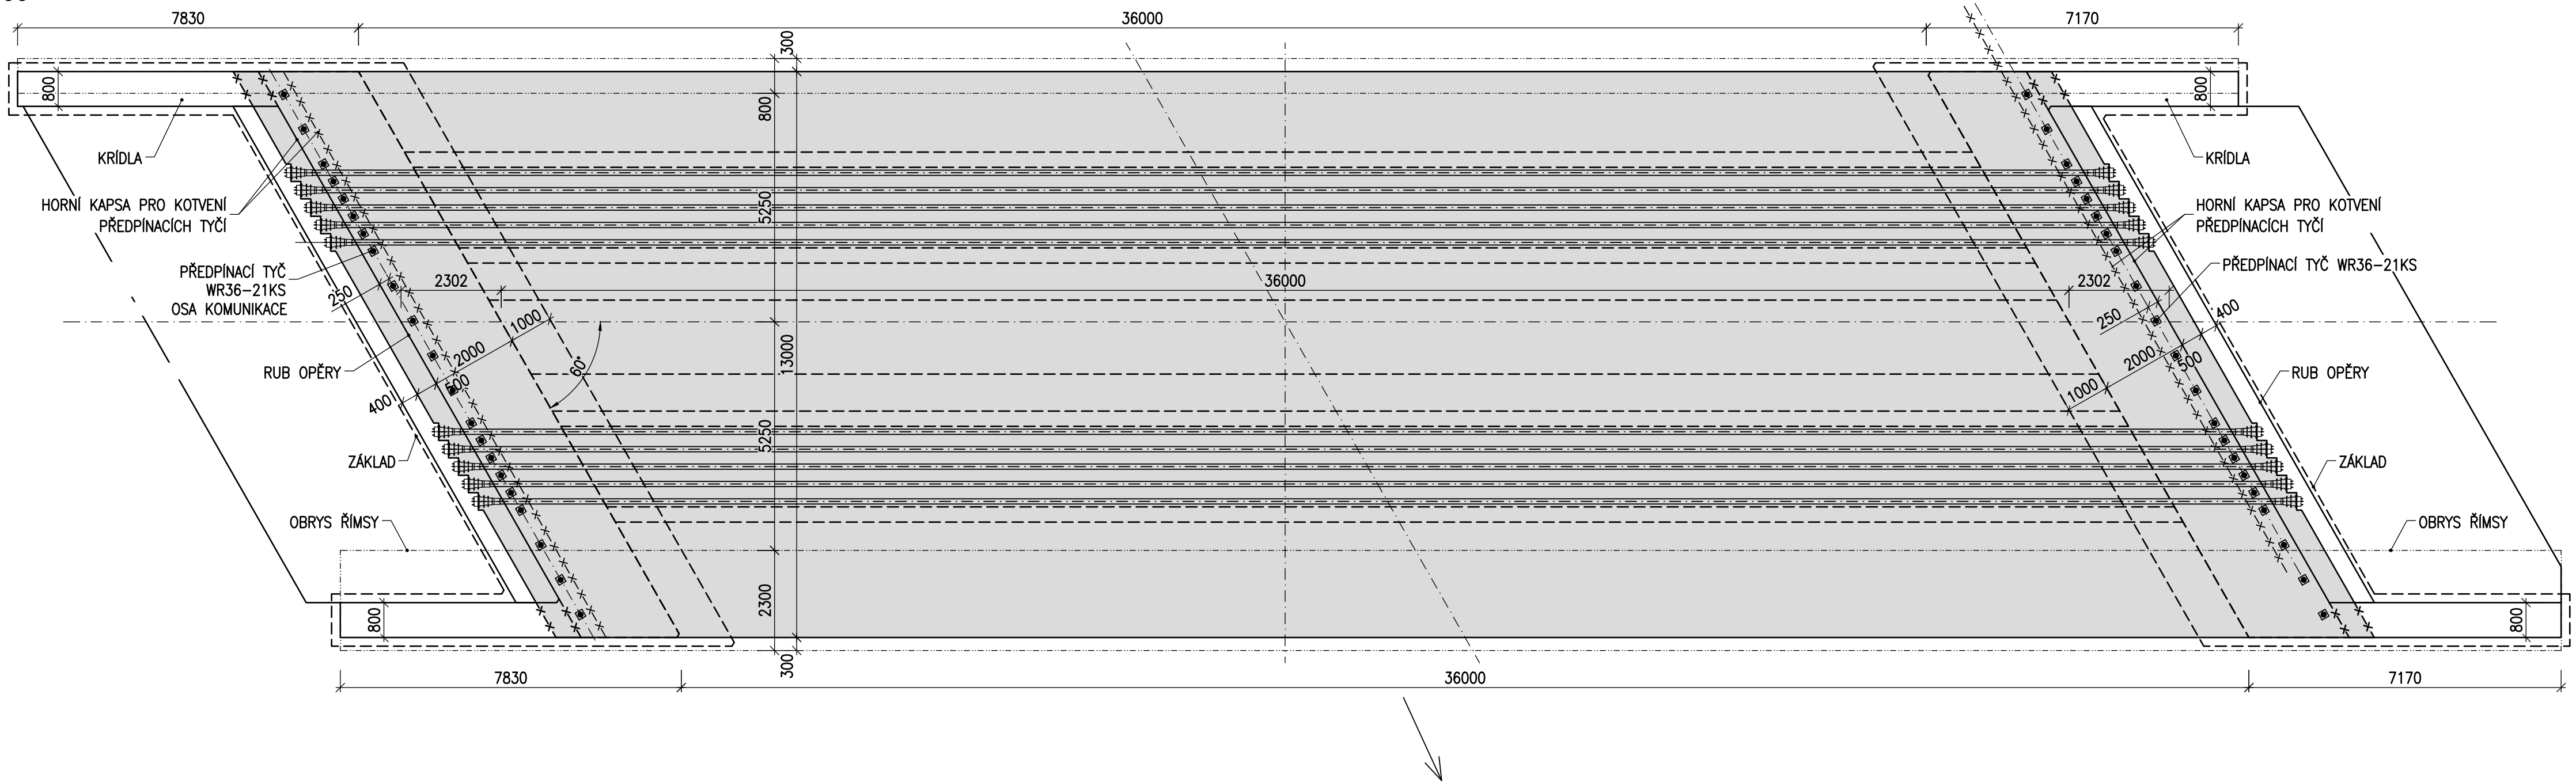 7830
36000
7170
300
800
800
800
KRÍDLA
KRÍDLA
5250
HORNÍ KAPSA PRO KOTVENÍ
PŘEDPÍNACÍCH TYČÍ
HORNÍ KAPSA PRO KOTVENÍ
PŘEDPÍNACÍCH TYČÍ
PŘEDPÍNACÍ TYČ
WR36-21KS
OSA KOMUNIKACE
PŘEDPÍNACÍ TYČ WR36-21KS
2302
36000
2302
250
250
400
1000
2000
500
400
60°
13000
2000
500
1000
RUB OPĚRY
RUB OPĚRY
5250
ZÁKLAD
ZÁKLAD
OBRYS ŘÍMSY
OBRYS ŘÍMSY
2300
800
800
300
7830
36000
7170